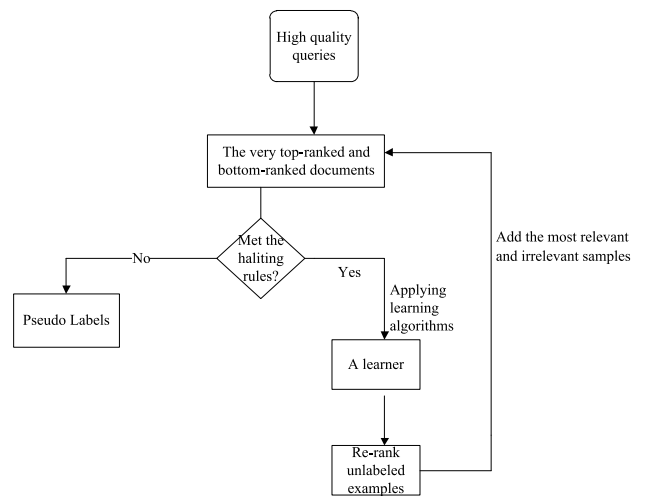 High quality
queries
The very top-ranked and
bottom-ranked documents
Met the
haliting
rules?
No
Yes
Pseudo Labels
Applying
learning
algorithms
A learner
Add the most relevant
and irrelevant samples
Re-rank
unlabeled
examples